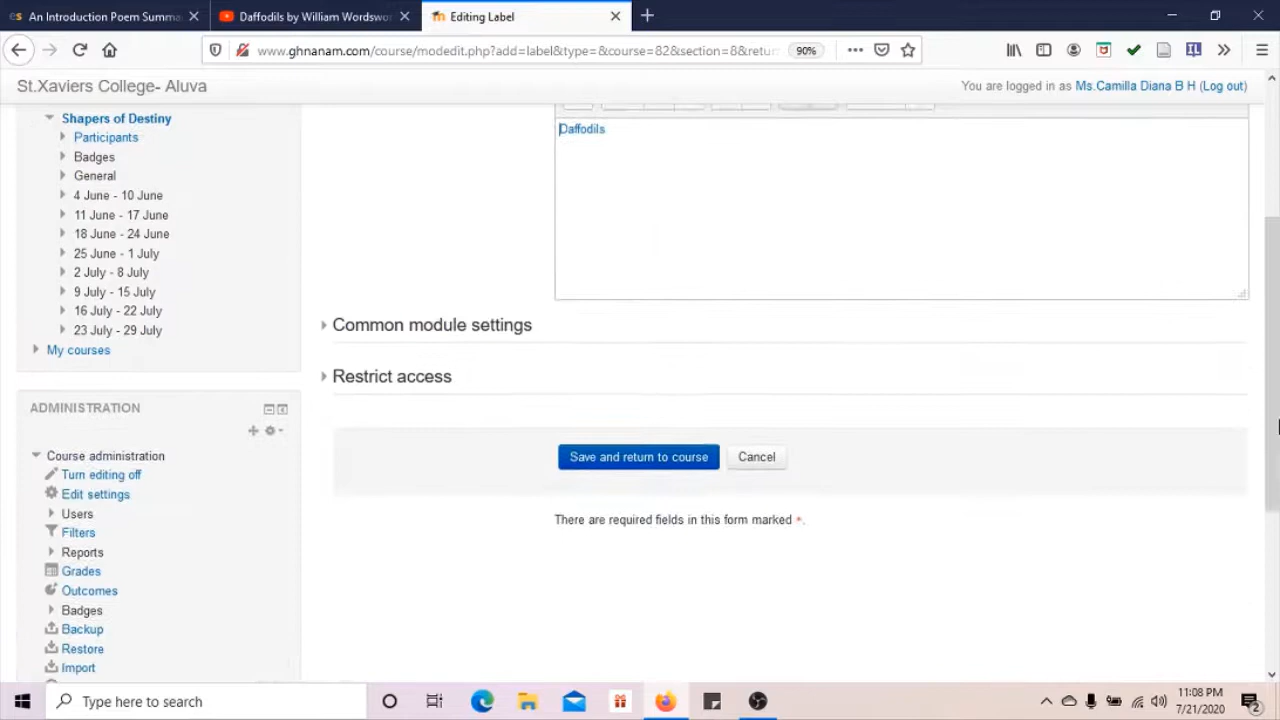 An Introduction Poem Summa
Daffodils by William Wordswo
Editing Label
www.ghnanam.com/course/modedit.php?add=label&type=&course=82&section=8&retu
90%
St.Xaviers College- Aluva
You are logged in as Ms.Camilla Diana B H (Log out)
Shapers of Destiny
Participants
Badges
General
4 June - 10 June
11 June - 17 June
18 June - 24 June
25 June - 1 July
2 July - 8 July
9 July - 15 July
16 July - 22 July
23 July - 29 July
My courses
Daffodils
Common module settings
Restrict access
Save and return to course
Cancel
There are required fields in this form marked *.
ADMINISTRATION
Course administration
Turn editing off
Edit settings
Users
Filters
Reports
Grades
Outcomes
Badges
Backup
Restore
Import
Type here to search
11:08 PM
7/21/2020
2